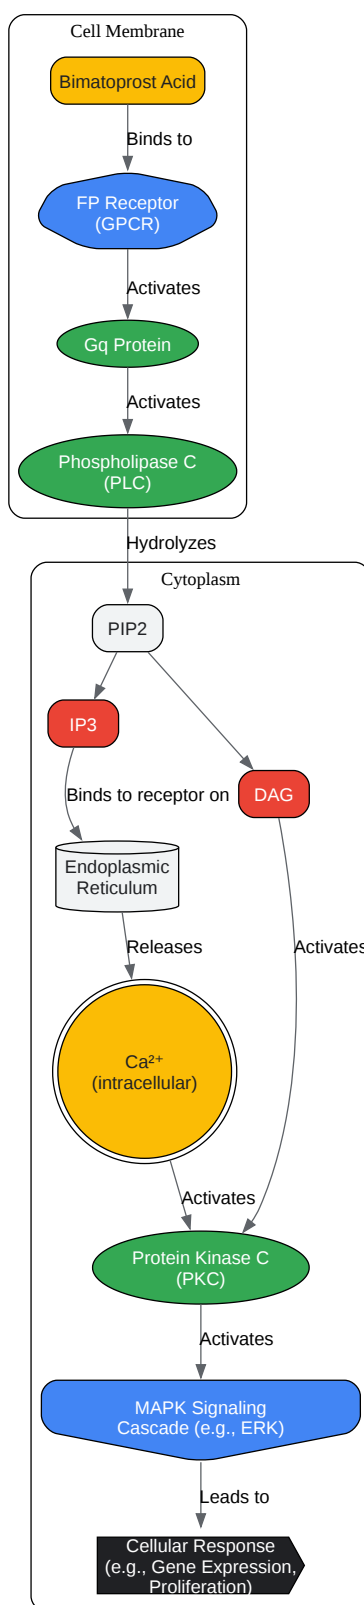 Cell Membrane
Bimatoprost Acid
Binds to
FP Receptor
(GPCR)
Activates
Gq Protein
Activates
Phospholipase C
(PLC)
Hydrolyzes
Cytoplasm
PIP2
IP3
Binds to receptor on
DAG
Endoplasmic
Reticulum
Releases
Activates
Ca²⁺
(intracellular)
Activates
Protein Kinase C
(PKC)
Activates
MAPK Signaling
Cascade (e.g., ERK)
Leads to
Cellular Response
(e.g., Gene Expression,
Proliferation)